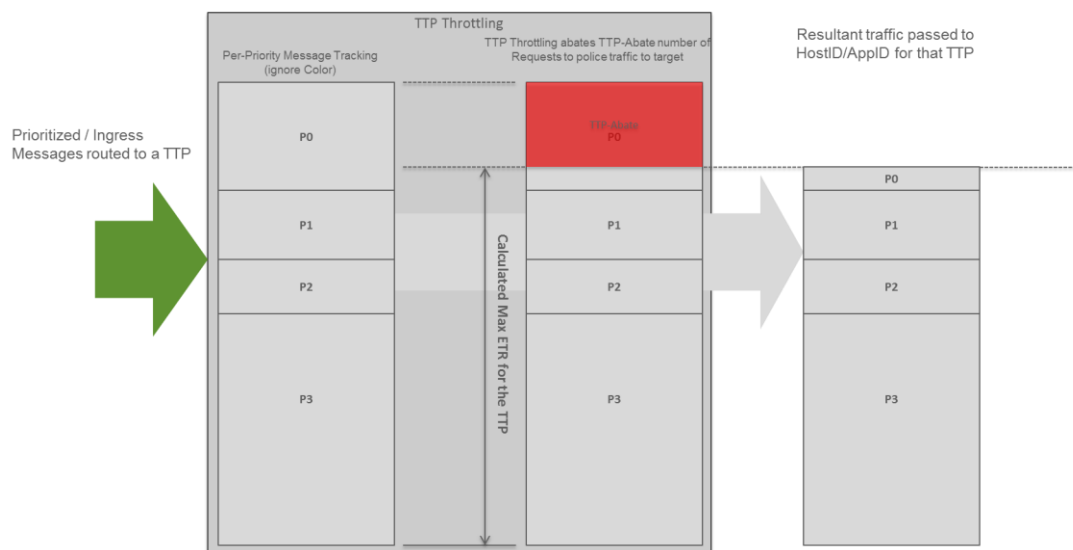 TTP Throttling
Per-Priority Message Tracking
(ignore Color)
TTP Throttling abates TTP-Abate number of
Requests to police traffic to target
Resultant traffic passed to
HostID/AppID for that TTP
Prioritized / Ingress
Messages routed to a TTP
P0
P1
P2
P3
Calculated Max ETR
for the TTP
TTP-Abate
P0
P1
P2
P3
P0
P1
P2
P3